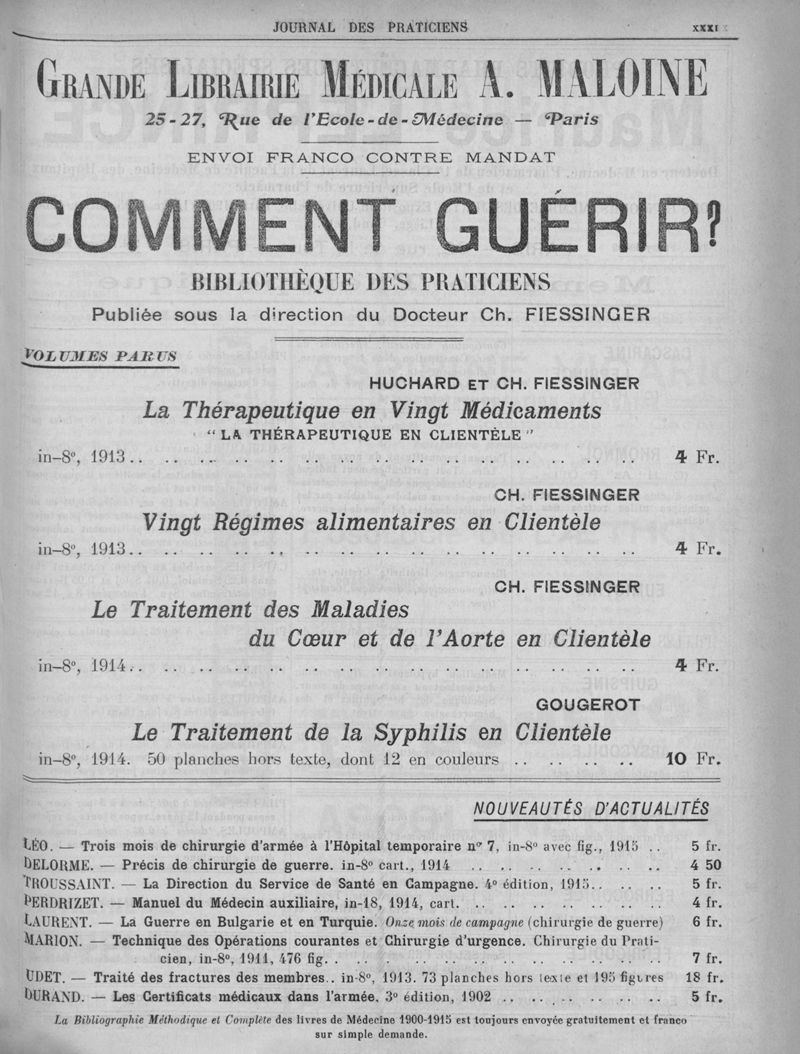 JOURNAL DES PRATICIENS XXXI
GRANDE LIBRAIRIE MÉDICALE A. MALOINE
25-27, Rue de l'Ecole-de-Médecine — Paris
ENVOI FRANCO CONTRE MANDAT
COMMENT GUÉRIR?
BIBLIOTHÈQUE DES PRATICIENS
Publiée sous la direction du Docteur Ch. FIESSINGER
VOLUMES PARUS
HUCHARD ET CH. FIESSINGER
La Thérapeutique en Vingt Médicaments
"LA THÉRAPEUTIQUE EN CLIENTÈLE"
in-8º, 1913 .. .. .. .. .. .. .. .. .. .. .. .. .. .. .. .. .. .. 4 Fr.
CH. FIESSINGER
Vingt Régimes alimentaires en Clientèle
in-8º, 1913 .. .. .. .. .. .. .. .. .. .. .. .. .. .. .. .. .. .. 4 Fr.
CH. FIESSINGER
Le Traitement des Maladies
du Cœur et de l'Aorte en Clientèle
in-8º, 1914 .. .. .. .. .. .. .. .. .. .. .. .. .. .. .. .. .. .. 4 Fr.
GOUGEROT
Le Traitement de la Syphilis en Clientèle
in-8º, 1914. 50 planches hors texte, dont 12 en couleurs .. .. .. .. .. 10 Fr.
NOUVEAUTÉS D'ACTUALITÉS
LÉO. — Trois mois de chirurgie d'armée à l'Hôpital temporaire nº 7, in-8º avec fig., 1915 .. 5 fr.
DELORME. — Précis de chirurgie de guerre. in-8º cart., 1914 .. .. .. .. .. .. .. 4 50
TROUSSAINT. — La Direction du Service de Santé en Campagne. 4º édition, 1915.. .. .. 5 fr.
PERDRIZET. — Manuel du Médecin auxiliaire, in-18, 1914, cart. .. .. .. .. .. .. .. 4 fr.
LAURENT. — La Guerre en Bulgarie et en Turquie. Onze mois de campagne (chirurgie de guerre) 6 fr.
MARION. — Technique des Opérations courantes et Chirurgie d'urgence. Chirurgie du Prati-
cien, in-8º, 1911, 476 fig. .. .. .. .. .. .. .. .. .. .. .. 7 fr.
UDET. — Traité des fractures des membres.. in-8º, 1913. 73 planches hors texte et 195 figures 18 fr.
DURAND. — Les Certificats médicaux dans l'armée. 3º édition, 1902 .. .. .. .. .. .. 5 fr.
La Bibliographie Méthodique et Complète des livres de Médecine 1900-1915 est toujours envoyée gratuitement et franco
sur simple demande.